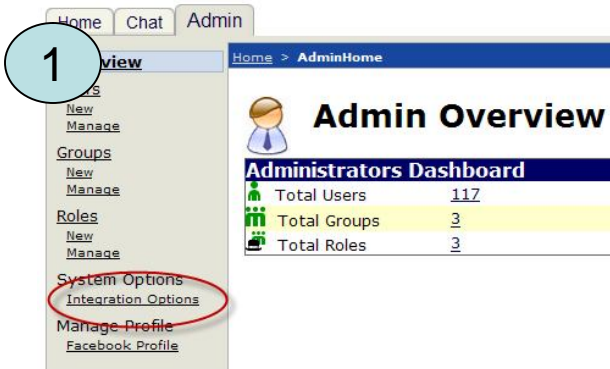 Home Chat Admin
1
view
Home > AdminHome
New
Manage
Groups
New
Manage
Roles
New
Manage
System Options
Integration Options
Manage Profile
Facebook Profile
Admin Overview
Administrators Dashboard
Total Users 117
Total Groups 3
Total Roles 3